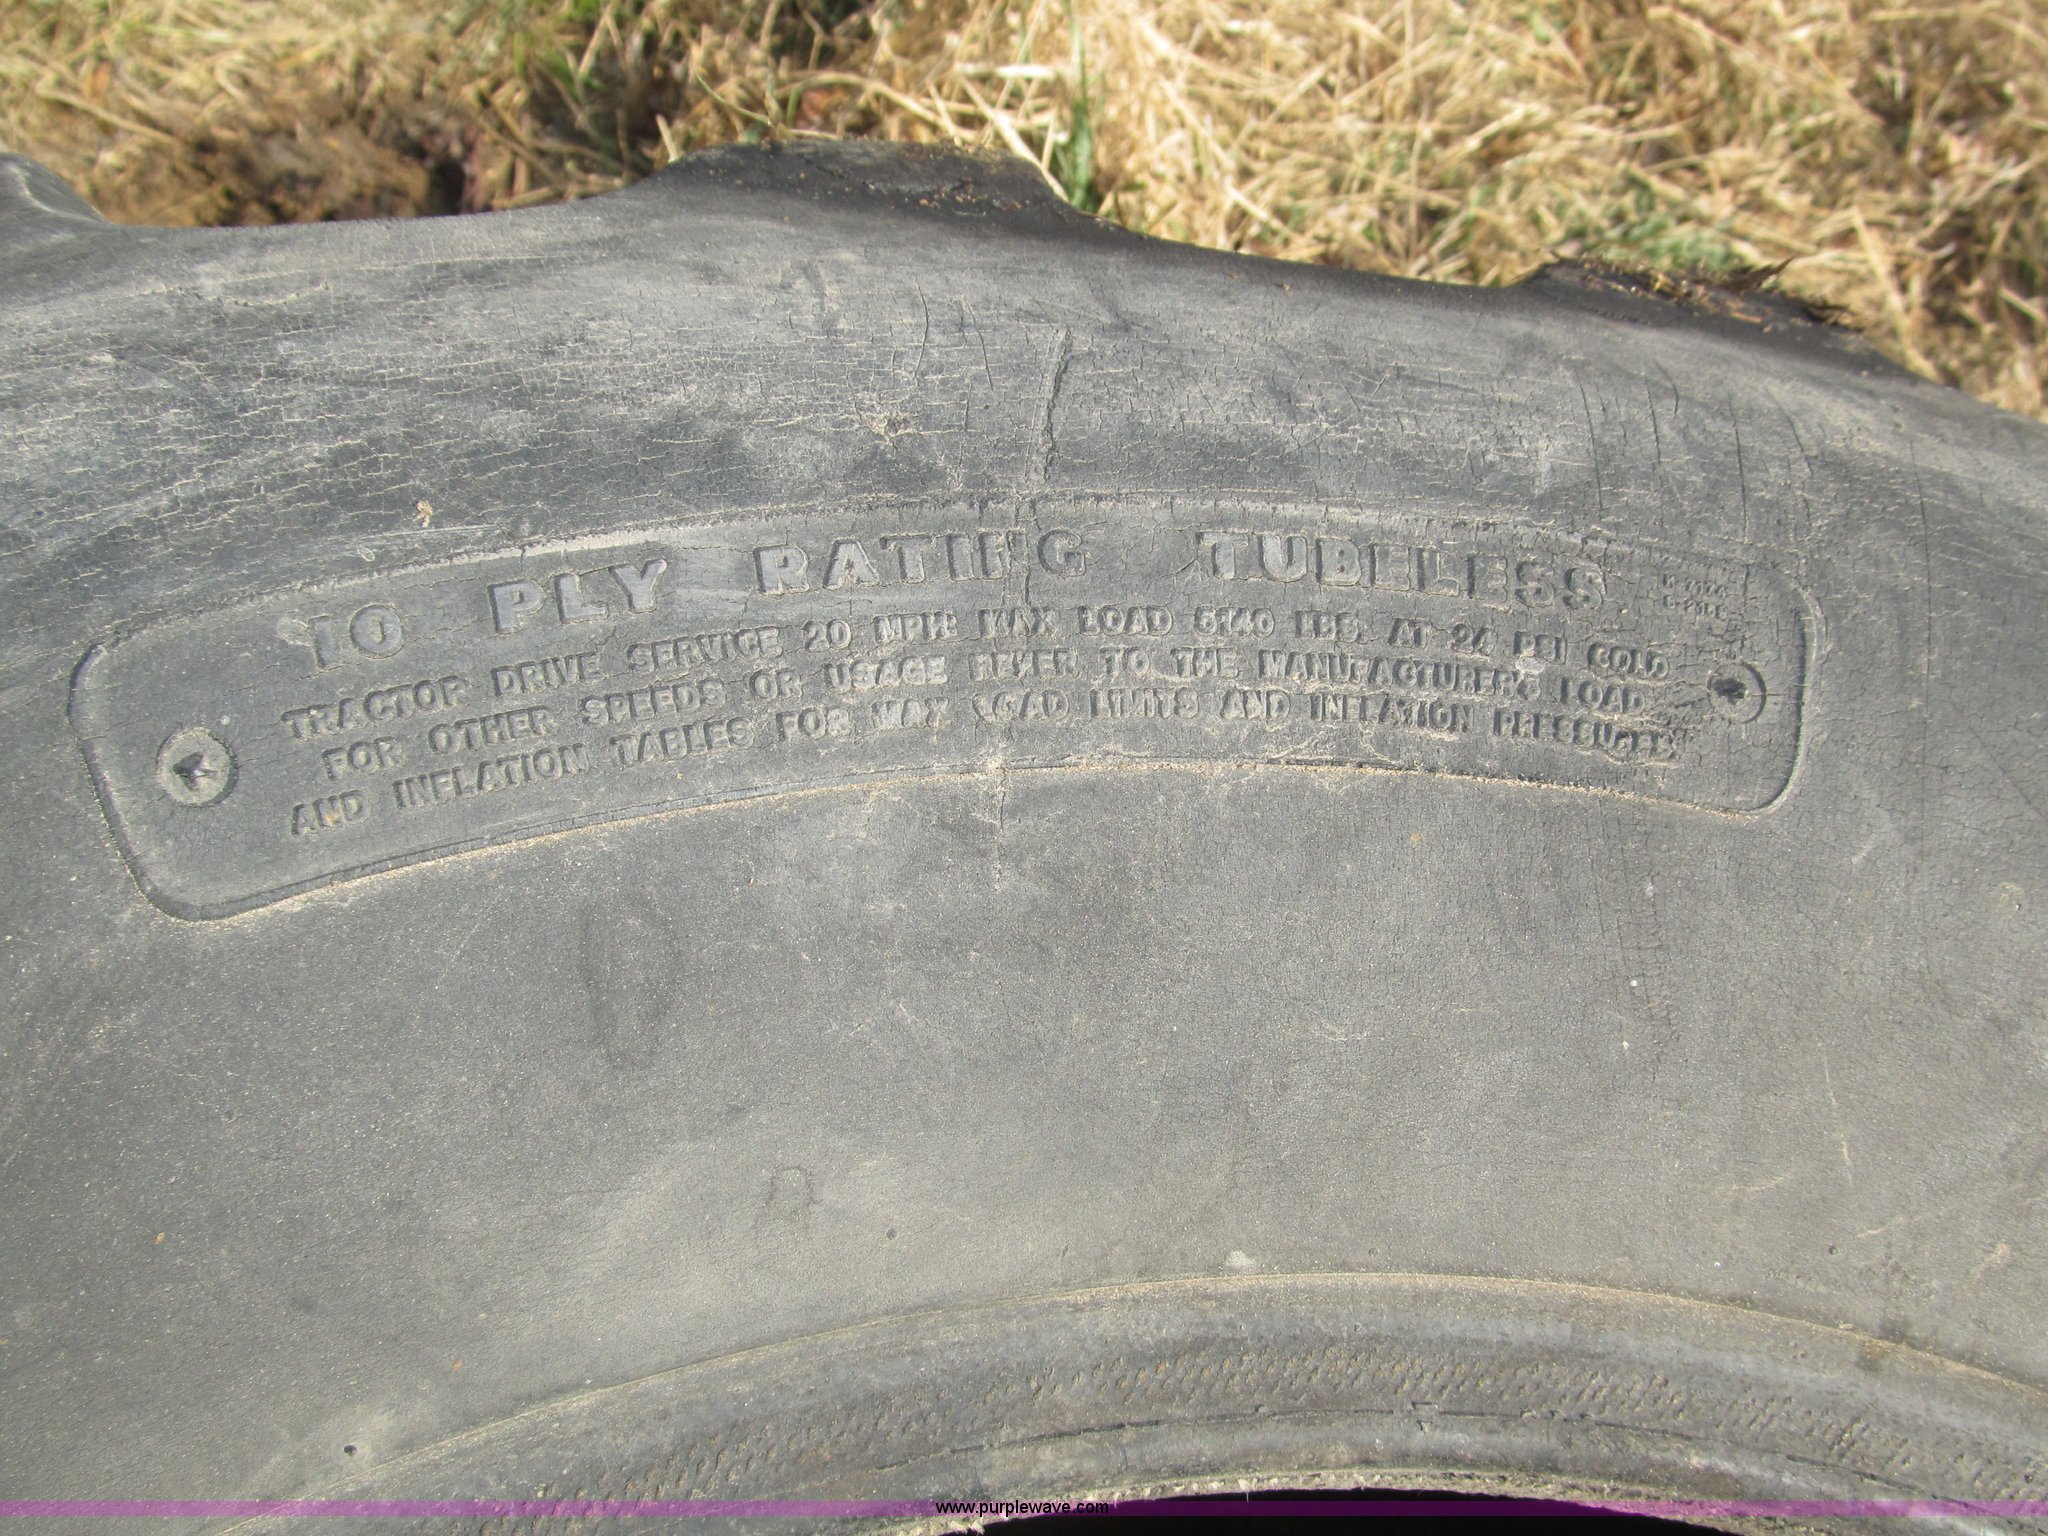 10 PLY RATING TUBELESS
TRACTOR DRIVE SERVICE 20 MPH: MAX LOAD LBS. AT 24 PSI COLD
FOR OTHER SPEEDS OR USAGE REFER TO THE MANUFACTURER'S LOAD
AND INFLATION TABLES FOR MAX LOAD LIMITS AND INFLATION PRESSURES.
www.purplewave.com